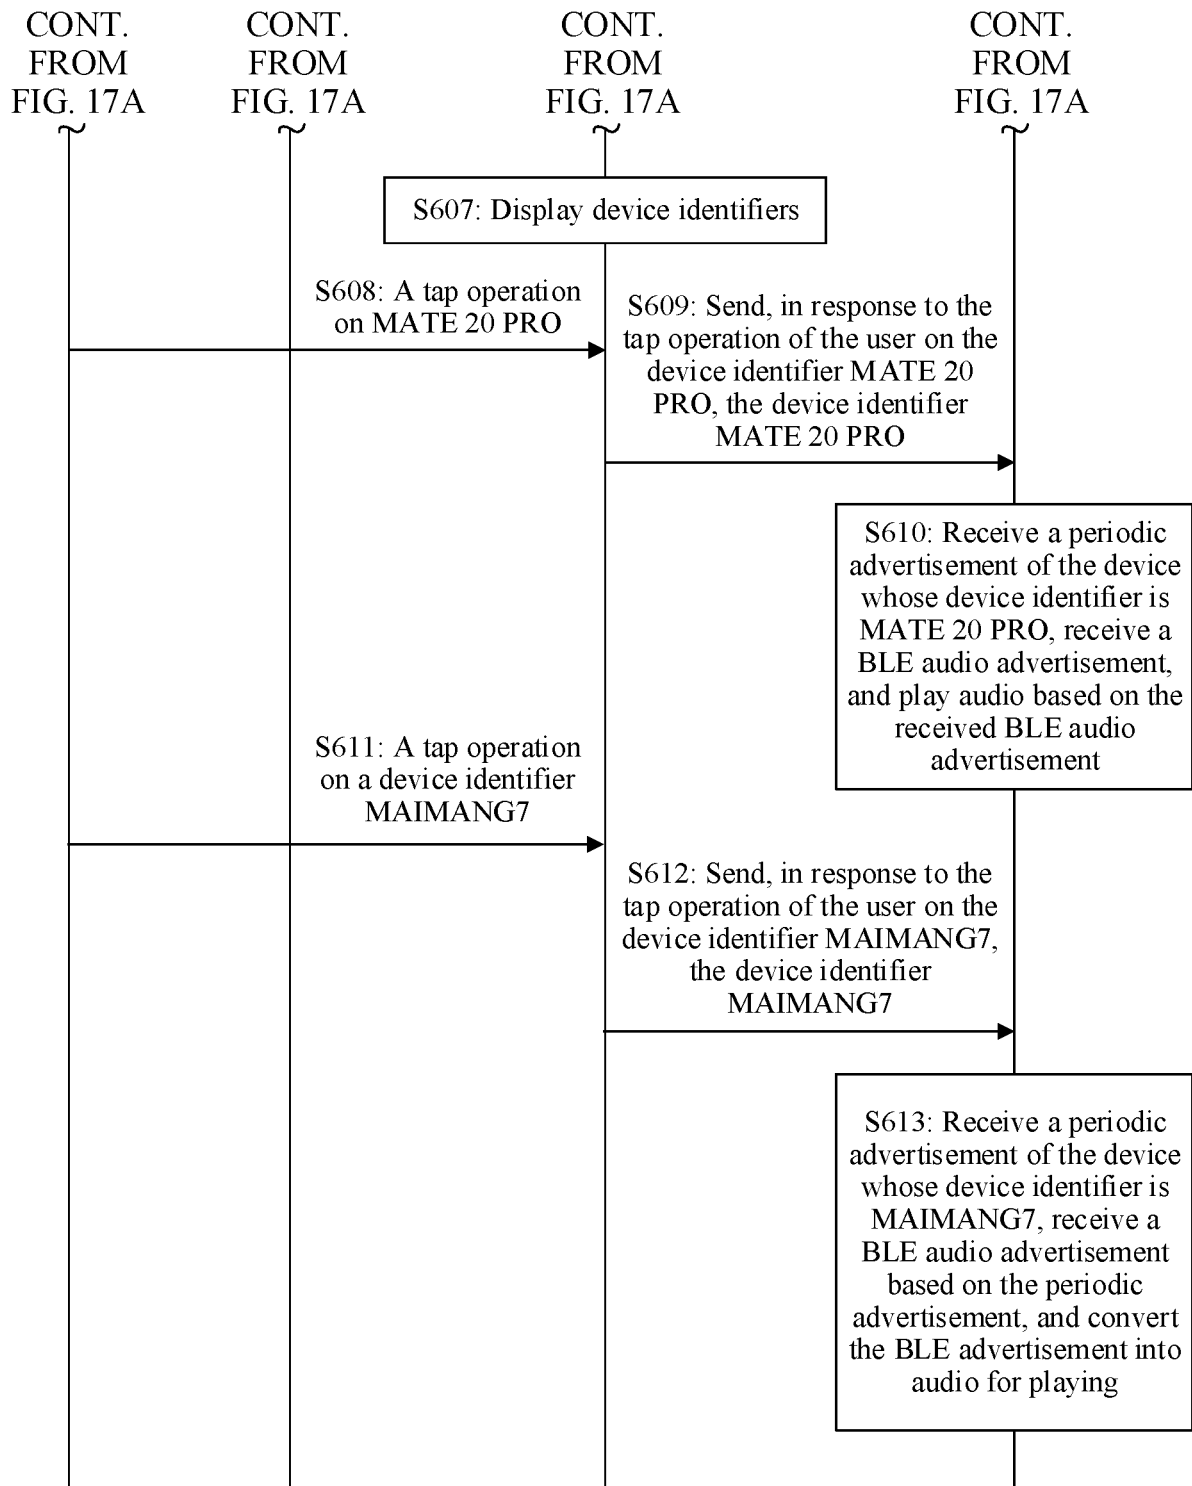 CONT.
FROM
FIG. 17A
CONT.
FROM
FIG. 17A
CONT.
FROM
FIG. 17A
CONT.
FROM
FIG. 17A
S607: Display device identifiers
S608: A tap operation
on MATE 20 PRO
S609: Send, in response to the
tap operation of the user on the
device identifier MATE 20
PRO, the device identifier
MATE 20 PRO
S610: Receive a periodic
advertisement of the device
whose device identifier is
MATE 20 PRO, receive a
BLE audio advertisement,
and play audio based on the
received BLE audio
advertisement
S611: A tap operation
on a device identifier
MAIMANG7
S612: Send, in response to the
tap operation of the user on the
device identifier MAIMANG7,
the device identifier
MAIMANG7
S613: Receive a periodic
advertisement of the device
whose device identifier is
MAIMANG7, receive a
BLE audio advertisement
based on the periodic
advertisement, and convert
the BLE advertisement into
audio for playing